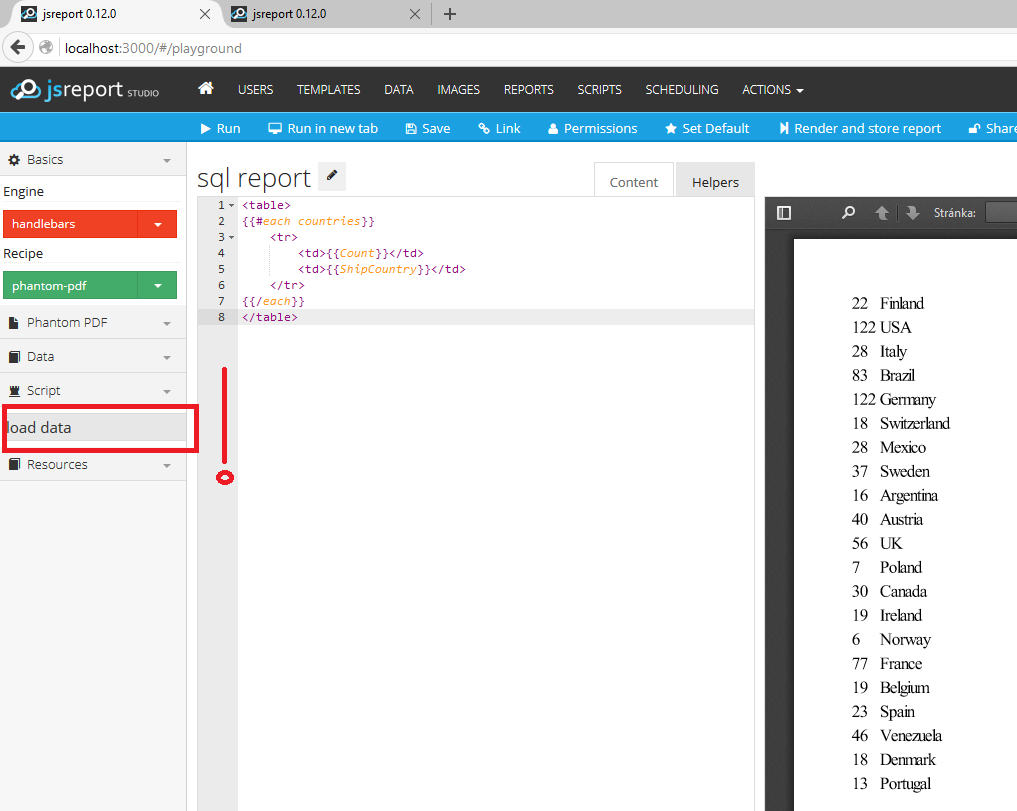 jsreport 0.12.0
jsreport 0.12.0
localhost:3000/#/playground
jsreport STUDIO USERS TEMPLATES DATA IMAGES REPORTS SCRIPTS SCHEDULING ACTIONS
Run Run in new tab Save Link Permissions Set Default Render and store report Share
Basics
Engine
handlebars
Recipe
phantom-pdf
Phantom PDF
Data
Script
load data
Resources
sql report
Content Helpers
1 <table>
2 {{#each countries}}
3 <tr>
4 <td>{{Count}}</td>
5 <td>{{ShipCountry}}</td>
6 </tr>
7 {{/each}}
8 </table>
Stránka:
22 Finland
122 USA
28 Italy
83 Brazil
122 Germany
18 Switzerland
28 Mexico
37 Sweden
16 Argentina
40 Austria
56 UK
7 Poland
30 Canada
19 Ireland
6 Norway
77 France
19 Belgium
23 Spain
46 Venezuela
18 Denmark
13 Portugal